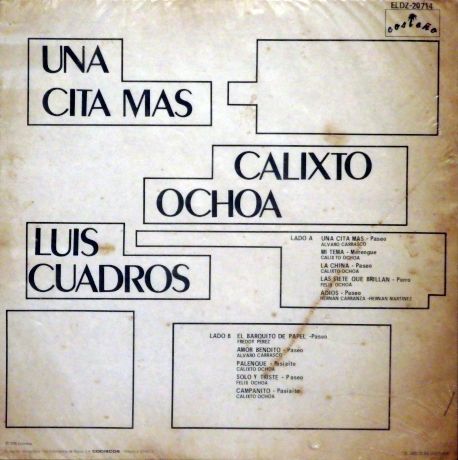 ELDZ-20714
costeño
UNA
CITA MAS
CALIXTO
OCHOA
LUIS
CUADROS
LADO A UNA CITA MAS - Paseo
ALVARO CARRASCO
MI TEMA - Merengue
CALIXTO OCHOA
LA CHINA - Paseo
CALIXTO OCHOA
LAS SIETE QUE BRILLAN - Porro
FELIX OCHOA
ADIOS - Paseo
HERNAN CARRANZA - HERNAN MARTINEZ
LADO B EL BARQUITO DE PAPEL - Paseo
FREDDY PEREZ
AMOR BENDITO - Paseo
ALVARO CARRASCO
PALENQUE - Pasiaito
CALIXTO OCHOA
SOLO Y TRISTE - Paseo
FELIX OCHOA
CAMPANITO - Pasiaito
CALIXTO OCHOA
CODISCOS